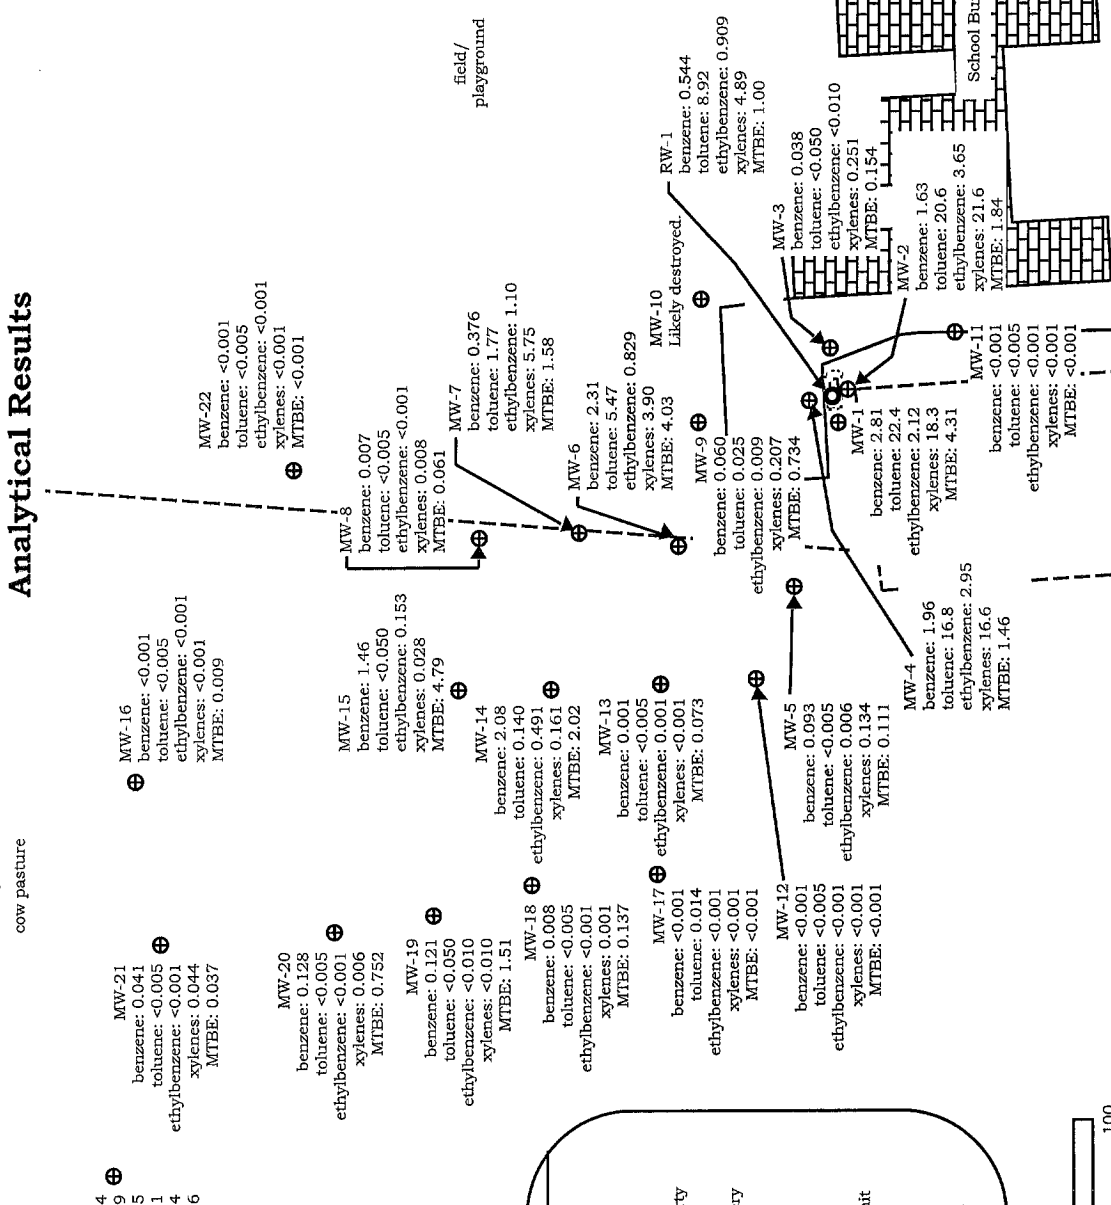 Analytical Results
cow pasture
field/
playground
MW-22
benzene: <0.001
toluene: <0.005
ethylbenzene: <0.001
xylenes: <0.001
MTBE: <0.001
MW-16
benzene: <0.001
toluene: <0.005
ethylbenzene: <0.001
xylenes: <0.001
MTBE: 0.009
MW-21
benzene: 0.041
toluene: <0.005
ethylbenzene: <0.001
xylenes: 0.044
MTBE: 0.037
4
9
5
1
4
6
MW-20
benzene: 0.128
toluene: <0.005
ethylbenzene: <0.001
xylenes: 0.006
MTBE: 0.752
MW-15
benzene: 1.46
toluene: <0.050
ethylbenzene: 0.153
xylenes: 0.028
MTBE: 4.79
MW-8
benzene: 0.007
toluene: <0.005
ethylbenzene: <0.001
xylenes: 0.008
MTBE: 0.061
MW-7
benzene: 0.376
toluene: 1.77
ethylbenzene: 1.10
xylenes: 5.75
MTBE: 1.58
MW-19
benzene: 0.121
toluene: <0.050
ethylbenzene: <0.010
xylenes: <0.010
MTBE: 1.51
MW-14
benzene: 2.08
toluene: 0.140
ethylbenzene: 0.491
xylenes: 0.161
MTBE: 2.02
MW-6
benzene: 2.31
toluene: 5.47
ethylbenzene: 0.829
xylenes: 3.90
MTBE: 4.03
MW-18
benzene: 0.008
toluene: <0.005
ethylbenzene: <0.001
xylenes: 0.001
MTBE: 0.137
MW-13
benzene: 0.001
toluene: <0.005
ethylbenzene: 0.001
xylenes: <0.001
MTBE: 0.073
MW-10
Likely destroyed.
RW-1
benzene: 0.544
toluene: 8.92
ethylbenzene: 0.909
xylenes: 4.89
MTBE: 1.00
MW-17
benzene: <0.001
toluene: 0.014
ethylbenzene: <0.001
xylenes: <0.001
MTBE: <0.001
MW-9
benzene: 0.060
toluene: 0.025
ethylbenzene: 0.009
xylenes: 0.207
MTBE: 0.734
MW-3
benzene: 0.038
toluene: <0.050
ethylbenzene: <0.010
xylenes: 0.251
MTBE: 0.154
MW-12
benzene: <0.001
toluene: <0.005
ethylbenzene: <0.001
xylenes: <0.001
MTBE: <0.001
MW-5
benzene: 0.093
toluene: <0.005
ethylbenzene: 0.006
xylenes: 0.134
MTBE: 0.111
MW-1
benzene: 2.81
toluene: 22.4
ethylbenzene: 2.12
xylenes: 18.3
MTBE: 4.31
MW-2
benzene: 1.63
toluene: 20.6
ethylbenzene: 3.65
xylenes: 21.6
MTBE: 1.84
MW-4
benzene: 1.96
toluene: 16.8
ethylbenzene: 2.95
xylenes: 16.6
MTBE: 1.46
MW-11
benzene: <0.001
toluene: <0.005
ethylbenzene: <0.001
xylenes: <0.001
MTBE: <0.001
School Bu
rty
ry
it
100